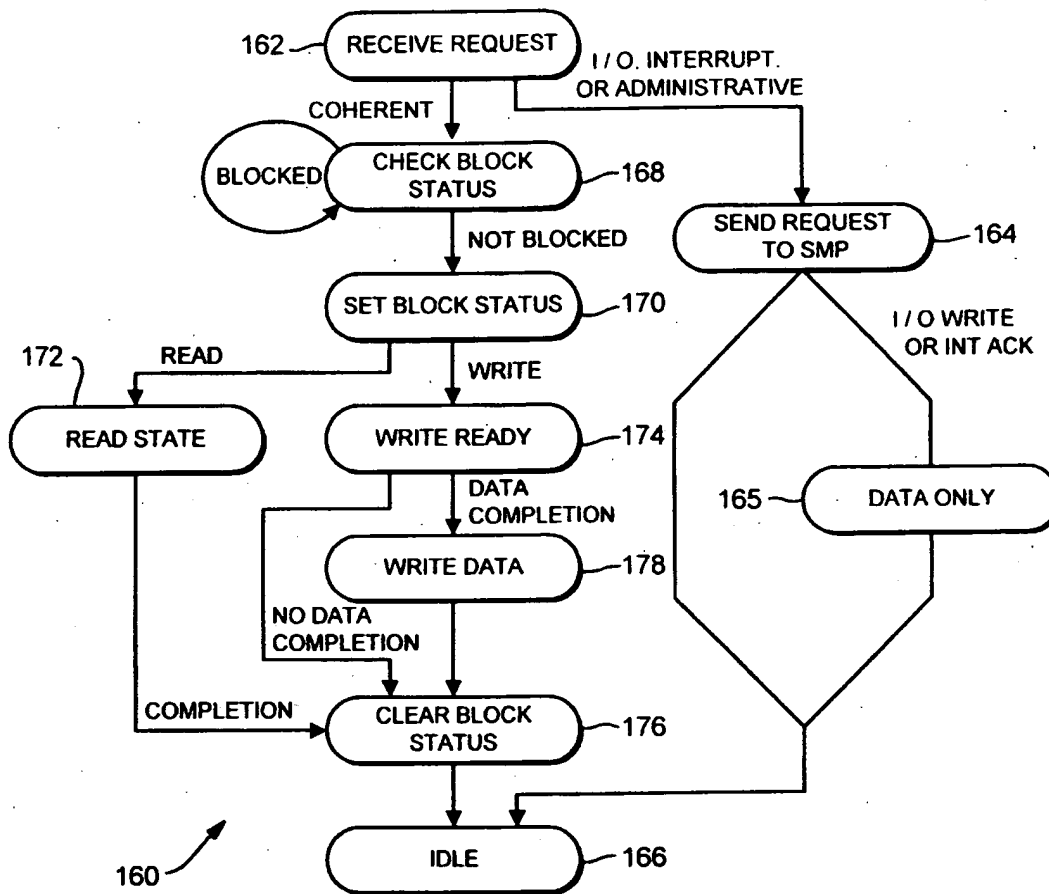 162
RECEIVE REQUEST
I / O. INTERRUPT.
OR ADMINISTRATIVE
COHERENT
BLOCKED
CHECK BLOCK
STATUS
168
NOT BLOCKED
SEND REQUEST
TO SMP
164
SET BLOCK STATUS
170
I / O WRITE
OR INT ACK
172
READ
WRITE
READ STATE
WRITE READY
174
DATA
COMPLETION
165
DATA ONLY
WRITE DATA
178
NO DATA
COMPLETION
COMPLETION
CLEAR BLOCK
STATUS
176
IDLE
166
160